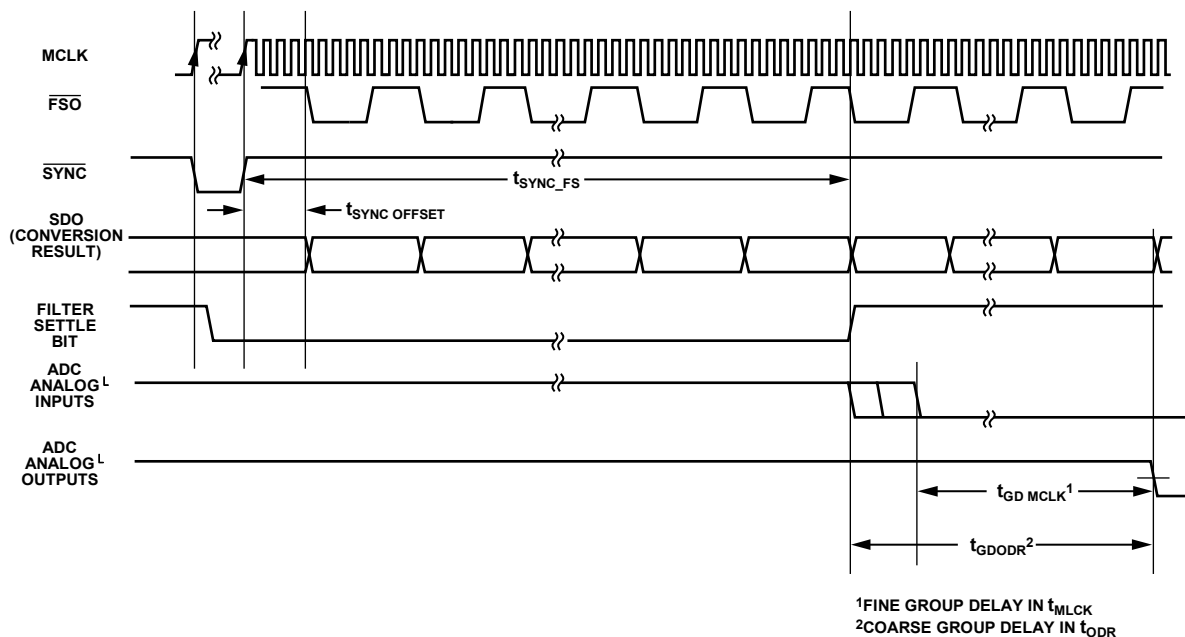 MCLK
FSO
SYNC
tSYNC_FS
tSYNC OFFSET
SDO
(CONVERSION
RESULT)
FILTER
SETTLE
BIT
ADC
ANALOG L
INPUTS
ADC
ANALOG L
OUTPUTS
tGD MCLK1
tGDODR2
1FINE GROUP DELAY IN tMLCK
2COARSE GROUP DELAY IN tODR